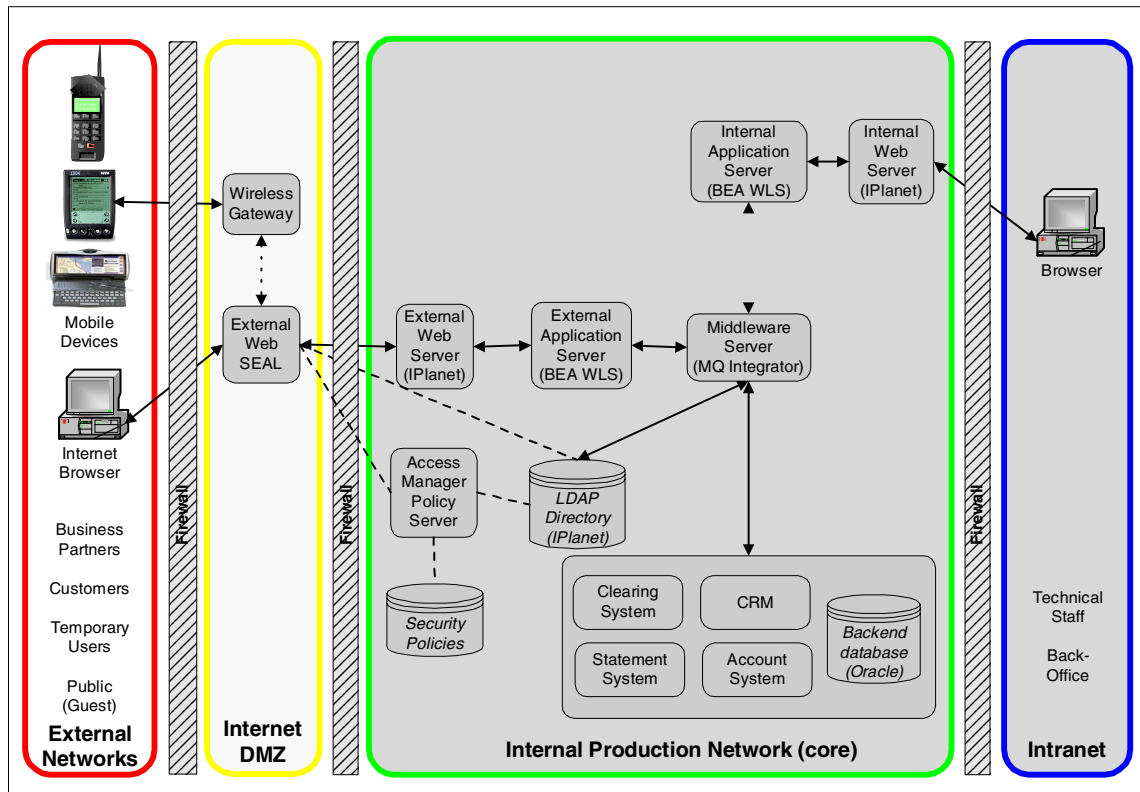 Mobile
Devices
Internet
Browser
Business
Partners
Customers
Temporary
Users
Public
(Guest)
External
Networks
Firewall
Wireless
Gateway
External
Web
SEAL
Internet
DMZ
Firewall
Internal
Application
Server
(BEA WLS)
Internal
Web
Server
(IPlanet)
External
Web
Server
(IPlanet)
External
Application
Server
(BEA WLS)
Middleware
Server
(MQ Integrator)
Access
Manager
Policy
Server
LDAP
Directory
(IPlanet)
Security
Policies
Clearing
System
CRM
Statement
System
Account
System
Backend
database
(Oracle)
Internal Production Network (core)
Firewall
Browser
Technical
Staff
Back-
Office
Intranet